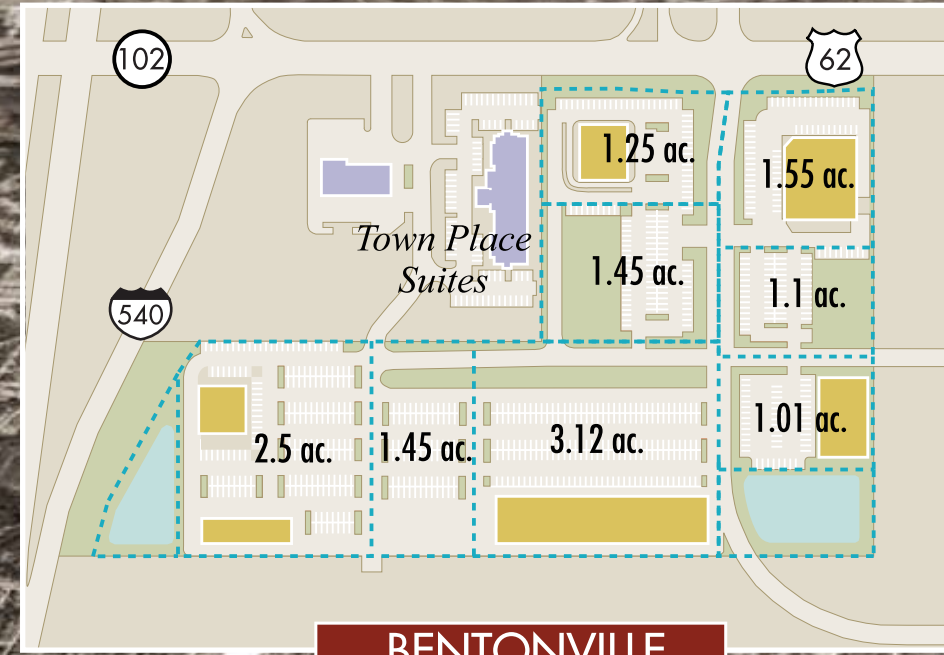 102
62
1.25 ac.
1.55 ac.
Town Place
Suites
1.45 ac.
1.1 ac.
540
2.5 ac.
1.45 ac.
3.12 ac.
1.01 ac.
BENTONVILLE